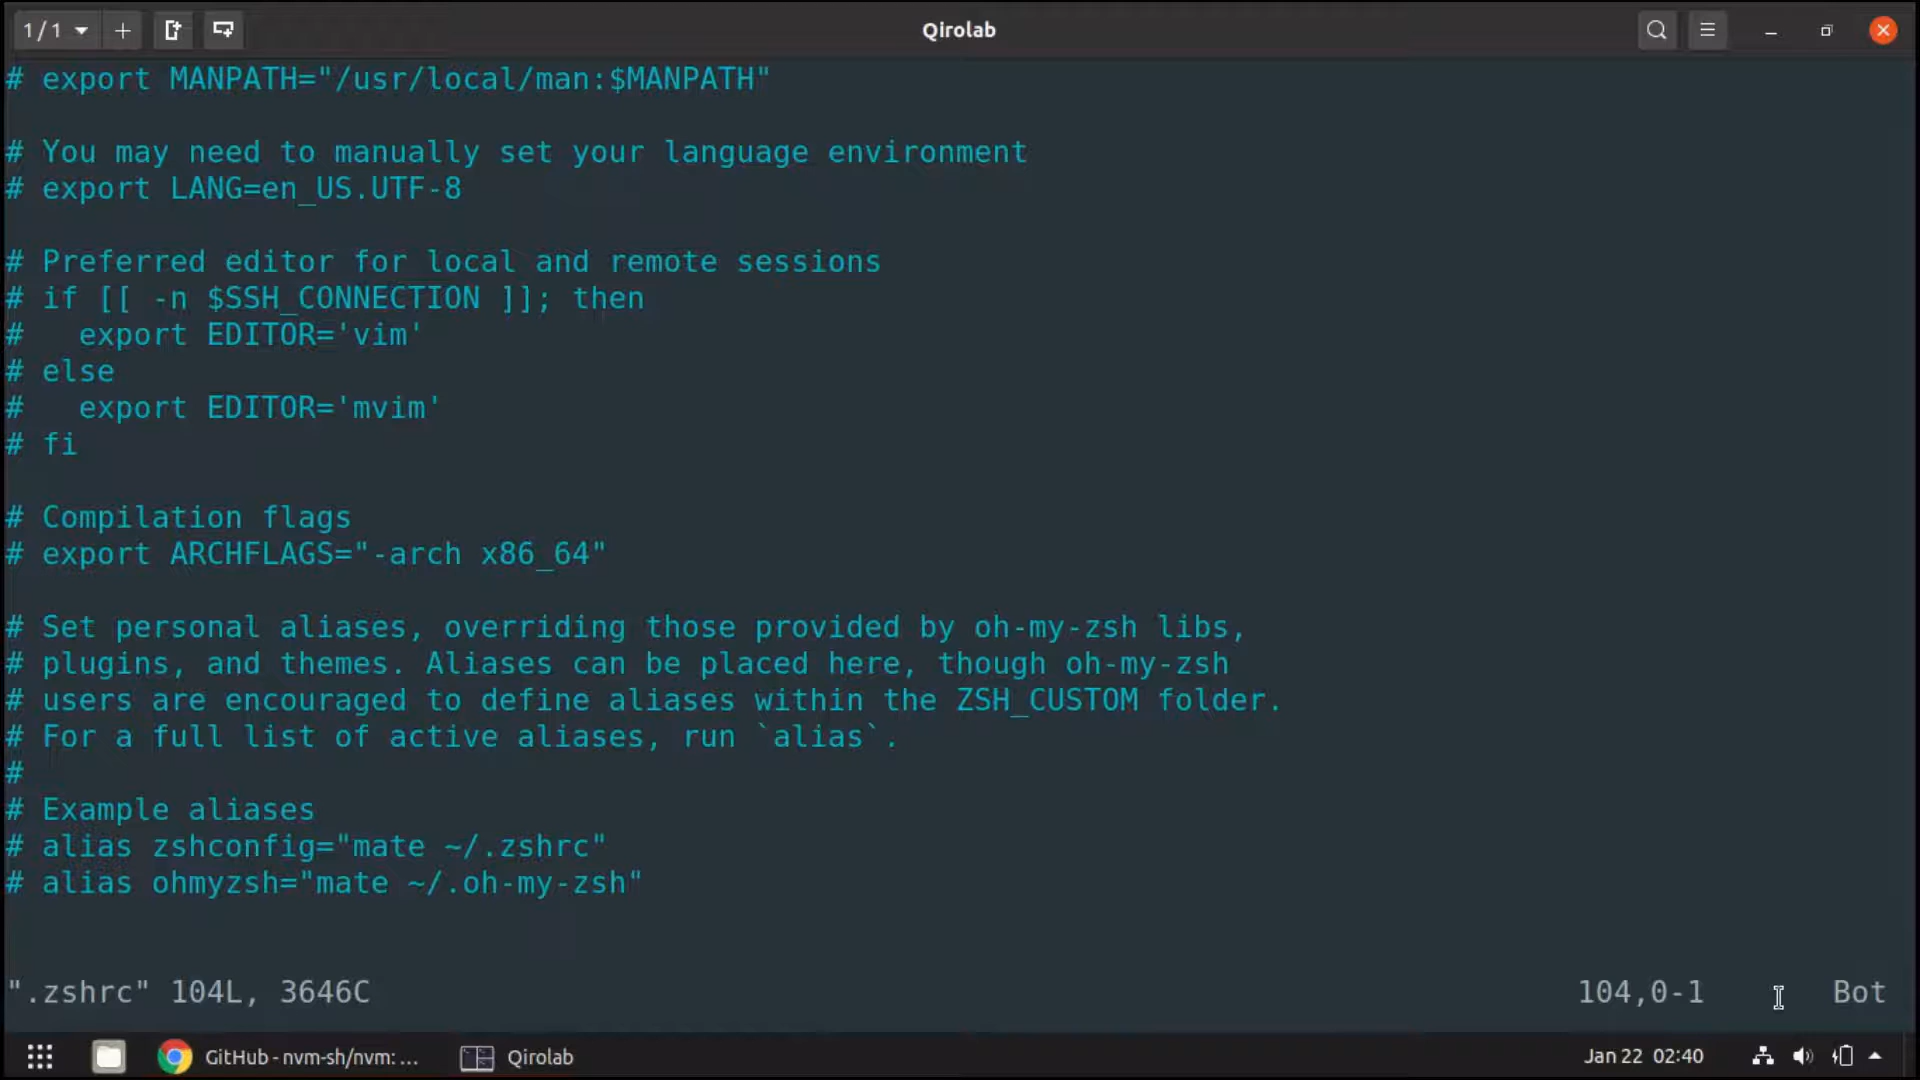 1/1
Qirolab
# export MANPATH="/usr/local/man:$MANPATH"
# You may need to manually set your language environment
# export LANG=en_US.UTF-8
# Preferred editor for local and remote sessions
# if [[ -n $SSH_CONNECTION ]]; then
#   export EDITOR='vim'
# else
#   export EDITOR='mvim'
# fi
# Compilation flags
# export ARCHFLAGS="-arch x86_64"
# Set personal aliases, overriding those provided by oh-my-zsh libs,
# plugins, and themes. Aliases can be placed here, though oh-my-zsh
# users are encouraged to define aliases within the ZSH_CUSTOM folder.
# For a full list of active aliases, run `alias`.
#
# Example aliases
# alias zshconfig="mate ~/.zshrc"
# alias ohmyzsh="mate ~/.oh-my-zsh"
".zshrc" 104L, 3646C 104,0-1 Bot
GitHub - nvm-sh/nvm: ... Qirolab Jan 22 02:40